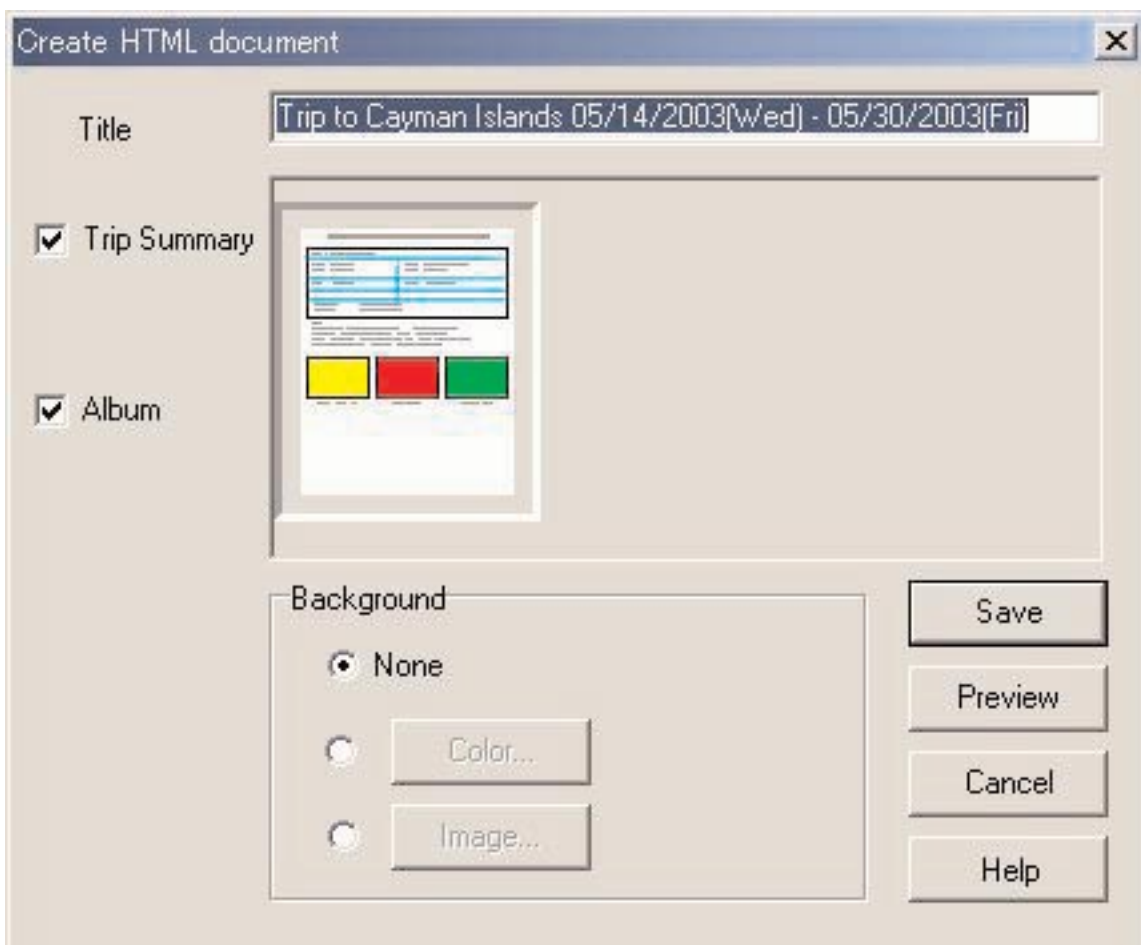 Create HTML document
Title
Trip to Cayman Islands 05/14/2003(Wed) - 05/30/2003(Fri)
Trip Summary
Album
Background
None
Color...
Image...
Save
Preview
Cancel
Help